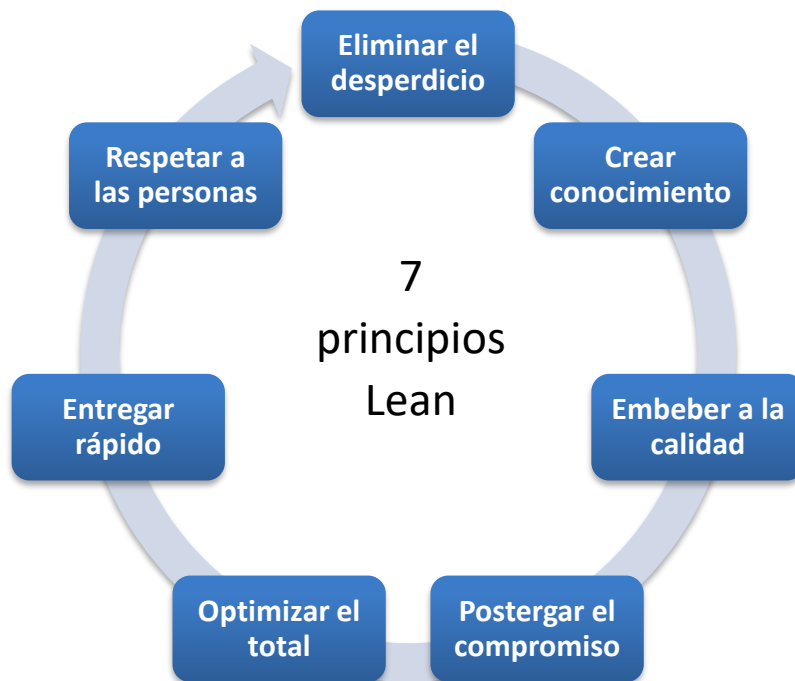 Eliminar el
desperdicio
Crear
conocimiento
Embeber a la
calidad
Postergar el
compromiso
Optimizar el
total
Entregar
rápido
Respetar a
las personas
7
principios
Lean